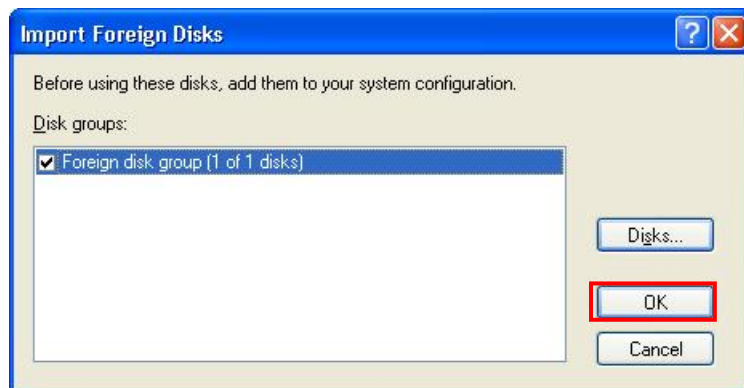 Import Foreign Disks
Before using these disks, add them to your system configuration.
Disk groups:
Foreign disk group (1 of 1 disks)
Disks...
OK
Cancel